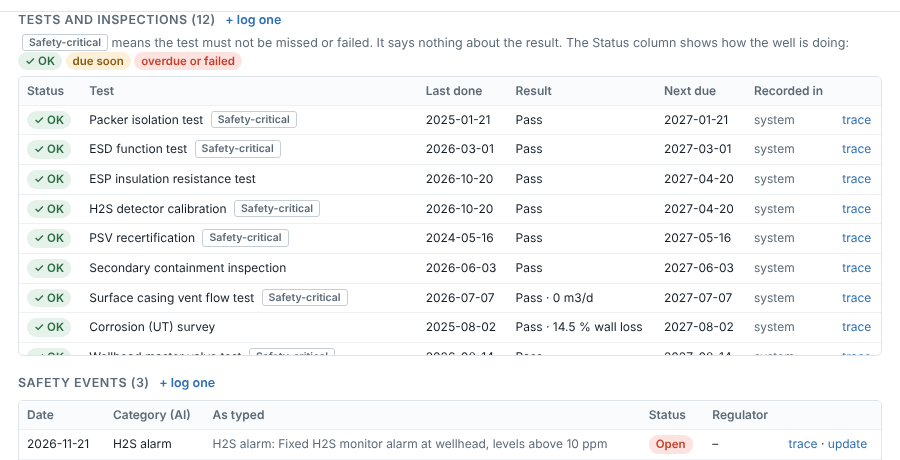 TESTS AND INSPECTIONS (12) + log one
Safety-critical means the test must not be missed or failed. It says nothing about the result. The Status column shows how the well is doing:
✓ OK due soon overdue or failed
Status Test Last done Result Next due Recorded in
✓ OK Packer isolation test Safety-critical 2025-01-21 Pass 2027-01-21 system trace
✓ OK ESD function test Safety-critical 2026-03-01 Pass 2027-03-01 system trace
✓ OK ESP insulation resistance test 2026-10-20 Pass 2027-04-20 system trace
✓ OK H2S detector calibration Safety-critical 2026-10-20 Pass 2027-04-20 system trace
✓ OK PSV recertification Safety-critical 2024-05-16 Pass 2027-05-16 system trace
✓ OK Secondary containment inspection 2026-06-03 Pass 2027-06-03 system trace
✓ OK Surface casing vent flow test Safety-critical 2026-07-07 Pass · 0 m3/d 2027-07-07 system trace
✓ OK Corrosion (UT) survey 2025-08-02 Pass · 14.5 % wall loss 2027-08-02 system trace
SAFETY EVENTS (3) + log one
Date Category (AI) As typed Status Regulator
2026-11-21 H2S alarm H2S alarm: Fixed H2S monitor alarm at wellhead, levels above 10 ppm Open – trace · update